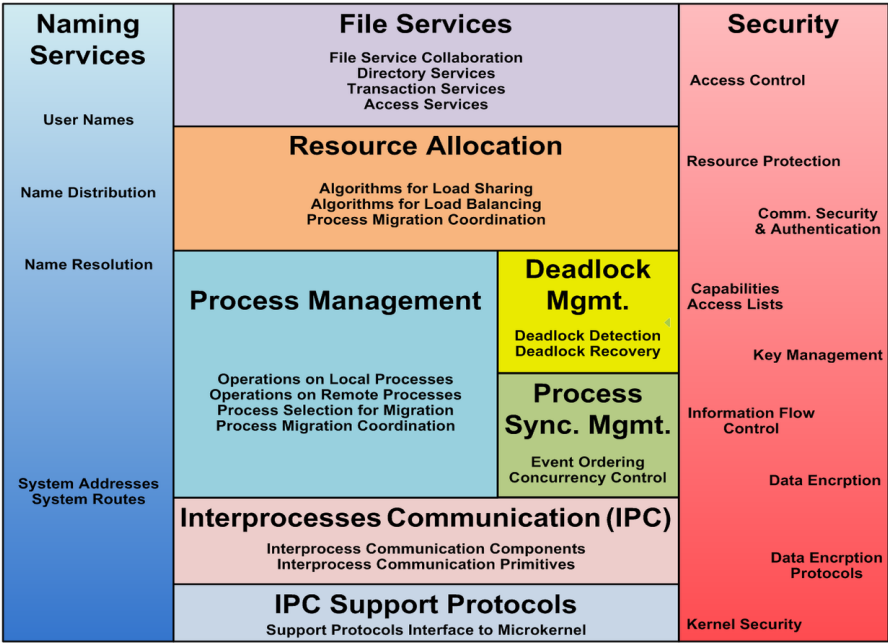 Naming
Services
User Names
Name Distribution
Name Resolution
System Addresses
System Routes
File Services
File Service Collaboration
Directory Services
Transaction Services
Access Services
Resource Allocation
Algorithms for Load Sharing
Algorithms for Load Balancing
Process Migration Coordination
Process Management
Operations on Local Processes
Operations on Remote Processes
Process Selection for Migration
Process Migration Coordination
Deadlock
Mgmt.
Deadlock Detection
Deadlock Recovery
Process
Sync. Mgmt.
Event Ordering
Concurrency Control
Interprocesses Communication (IPC)
Interprocess Communication Components
Interprocess Communication Primitives
IPC Support Protocols
Support Protocols Interface to Microkernel
Security
Access Control
Resource Protection
Comm. Security
& Authentication
Capabilities
Access Lists
Key Management
Information Flow
Control
Data Encrption
Data Encrption
Protocols
Kernel Security